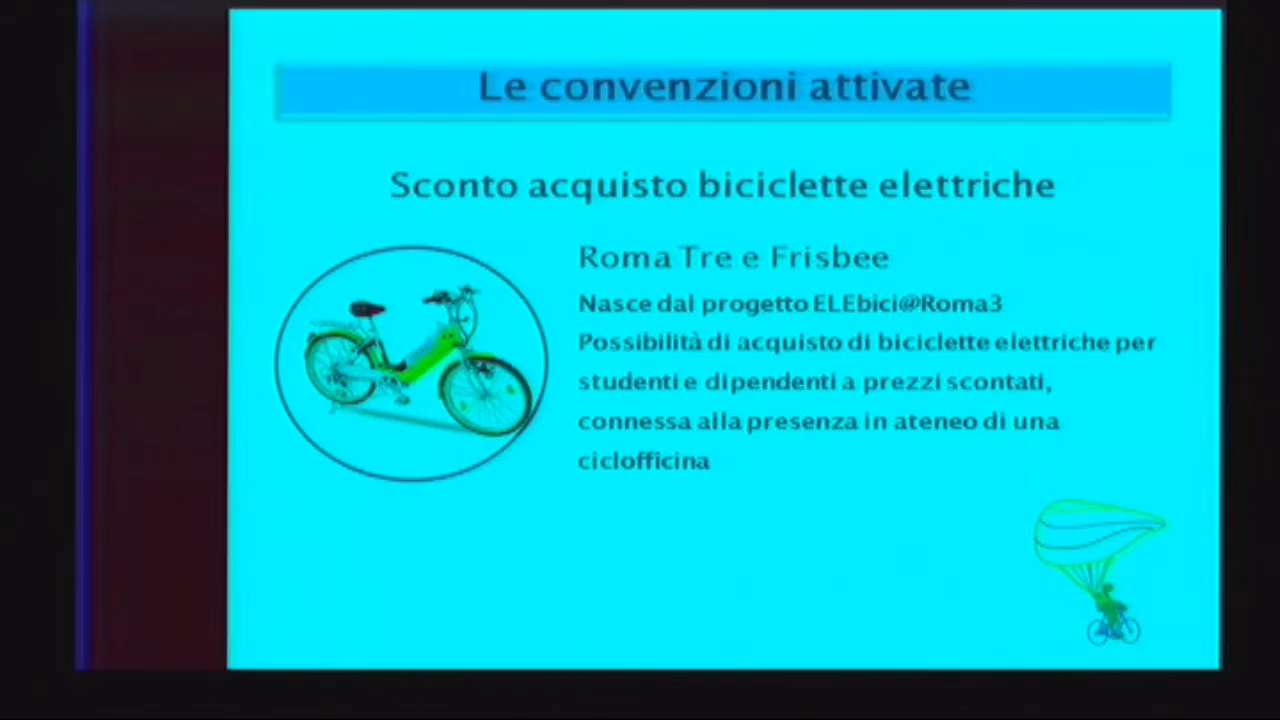 Le convenzioni attivate
Sconto acquisto biciclette elettriche
Roma Tre e Frisbee
Nasce dal progetto ELEbici@Roma3
Possibilità di acquisto di biciclette elettriche per
studenti e dipendenti a prezzi scontati,
connessa alla presenza in ateneo di una
ciclofficina